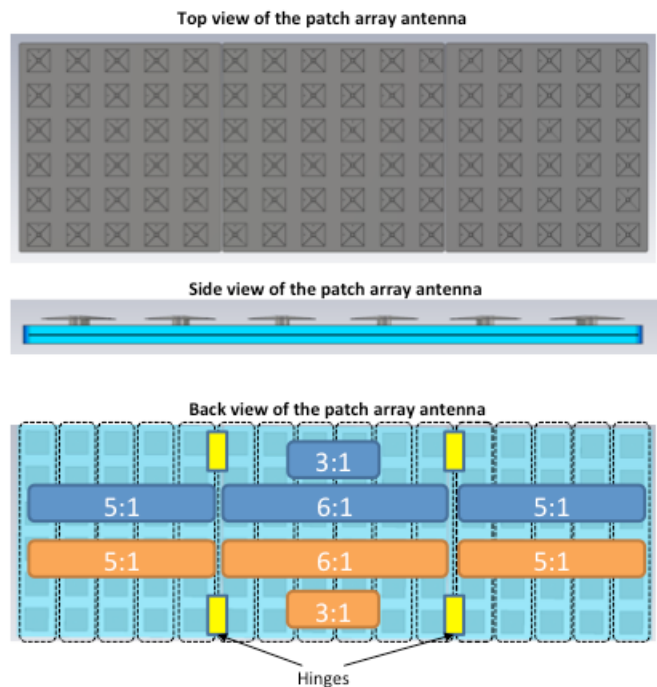 Top view of the patch array antenna
Side view of the patch array antenna
Back view of the patch array antenna
3:1
5:1 6:1 5:1
5:1 6:1 5:1
3:1
Hinges